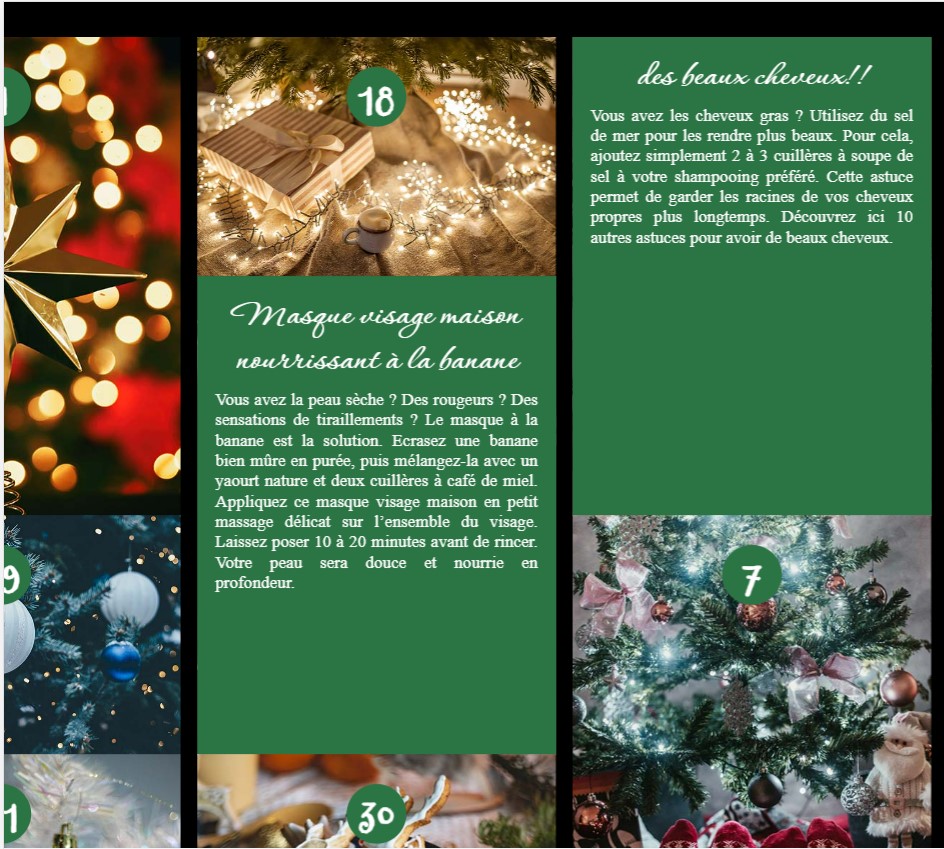 18
Masque visage maison
nourrissant à la banane
Vous avez la peau sèche ? Des rougeurs ? Des
sensations de tiraillements ? Le masque à la
banane est la solution. Ecrasez une banane
bien mûre en purée, puis mélangez-la avec un
yaourt nature et deux cuillères à café de miel.
Appliquez ce masque visage maison en petit
massage délicat sur l’ensemble du visage.
Laissez poser 10 à 20 minutes avant de rincer.
Votre peau sera douce et nourrie en
profondeur.
30
des beaux cheveux!!
Vous avez les cheveux gras ? Utilisez du sel
de mer pour les rendre plus beaux. Pour cela,
ajoutez simplement 2 à 3 cuillères à soupe de
sel à votre shampooing préféré. Cette astuce
permet de garder les racines de vos cheveux
propres plus longtemps. Découvrez ici 10
autres astuces pour avoir de beaux cheveux.
7
9
1